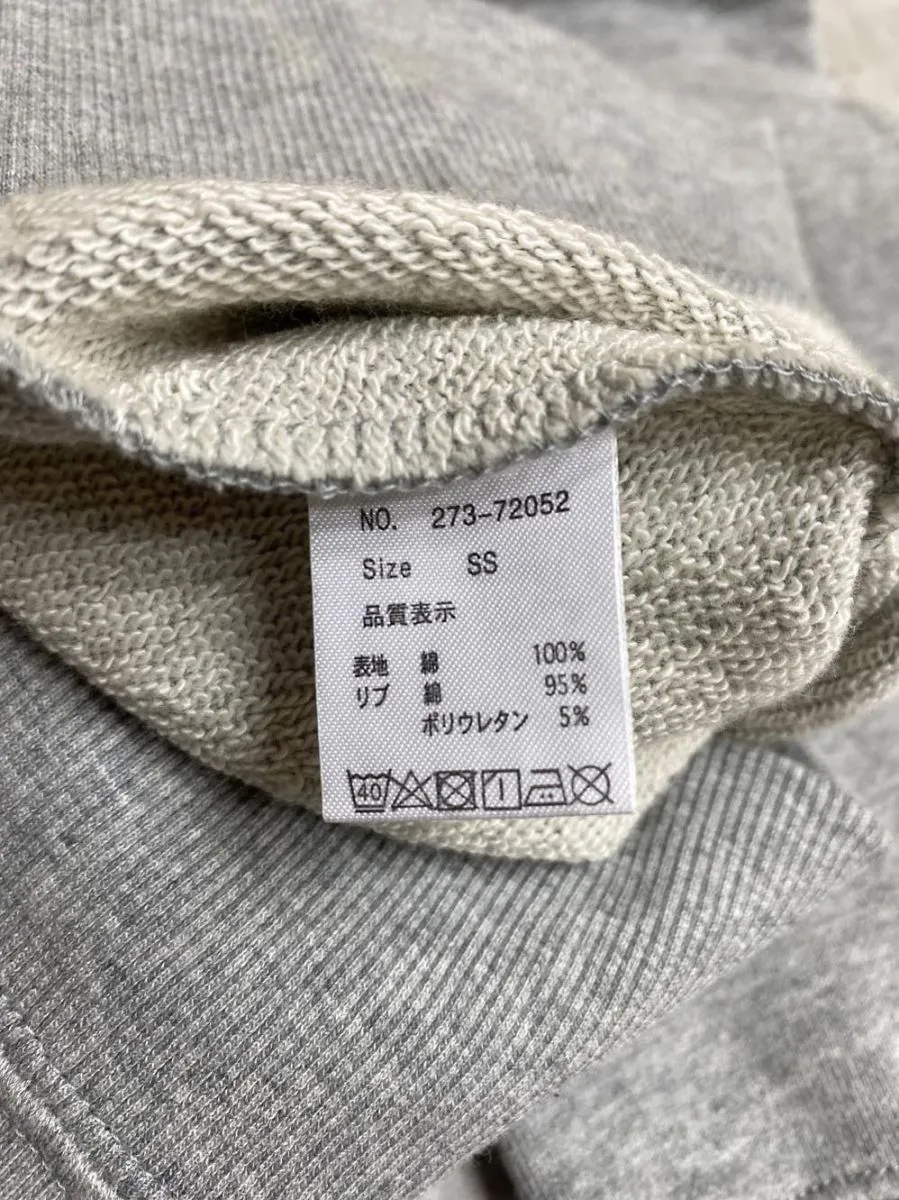 NO. 273-72052
Size SS
品質表示
表地 綿 100%
リブ 綿 95%
ポリウレタン 5%
40